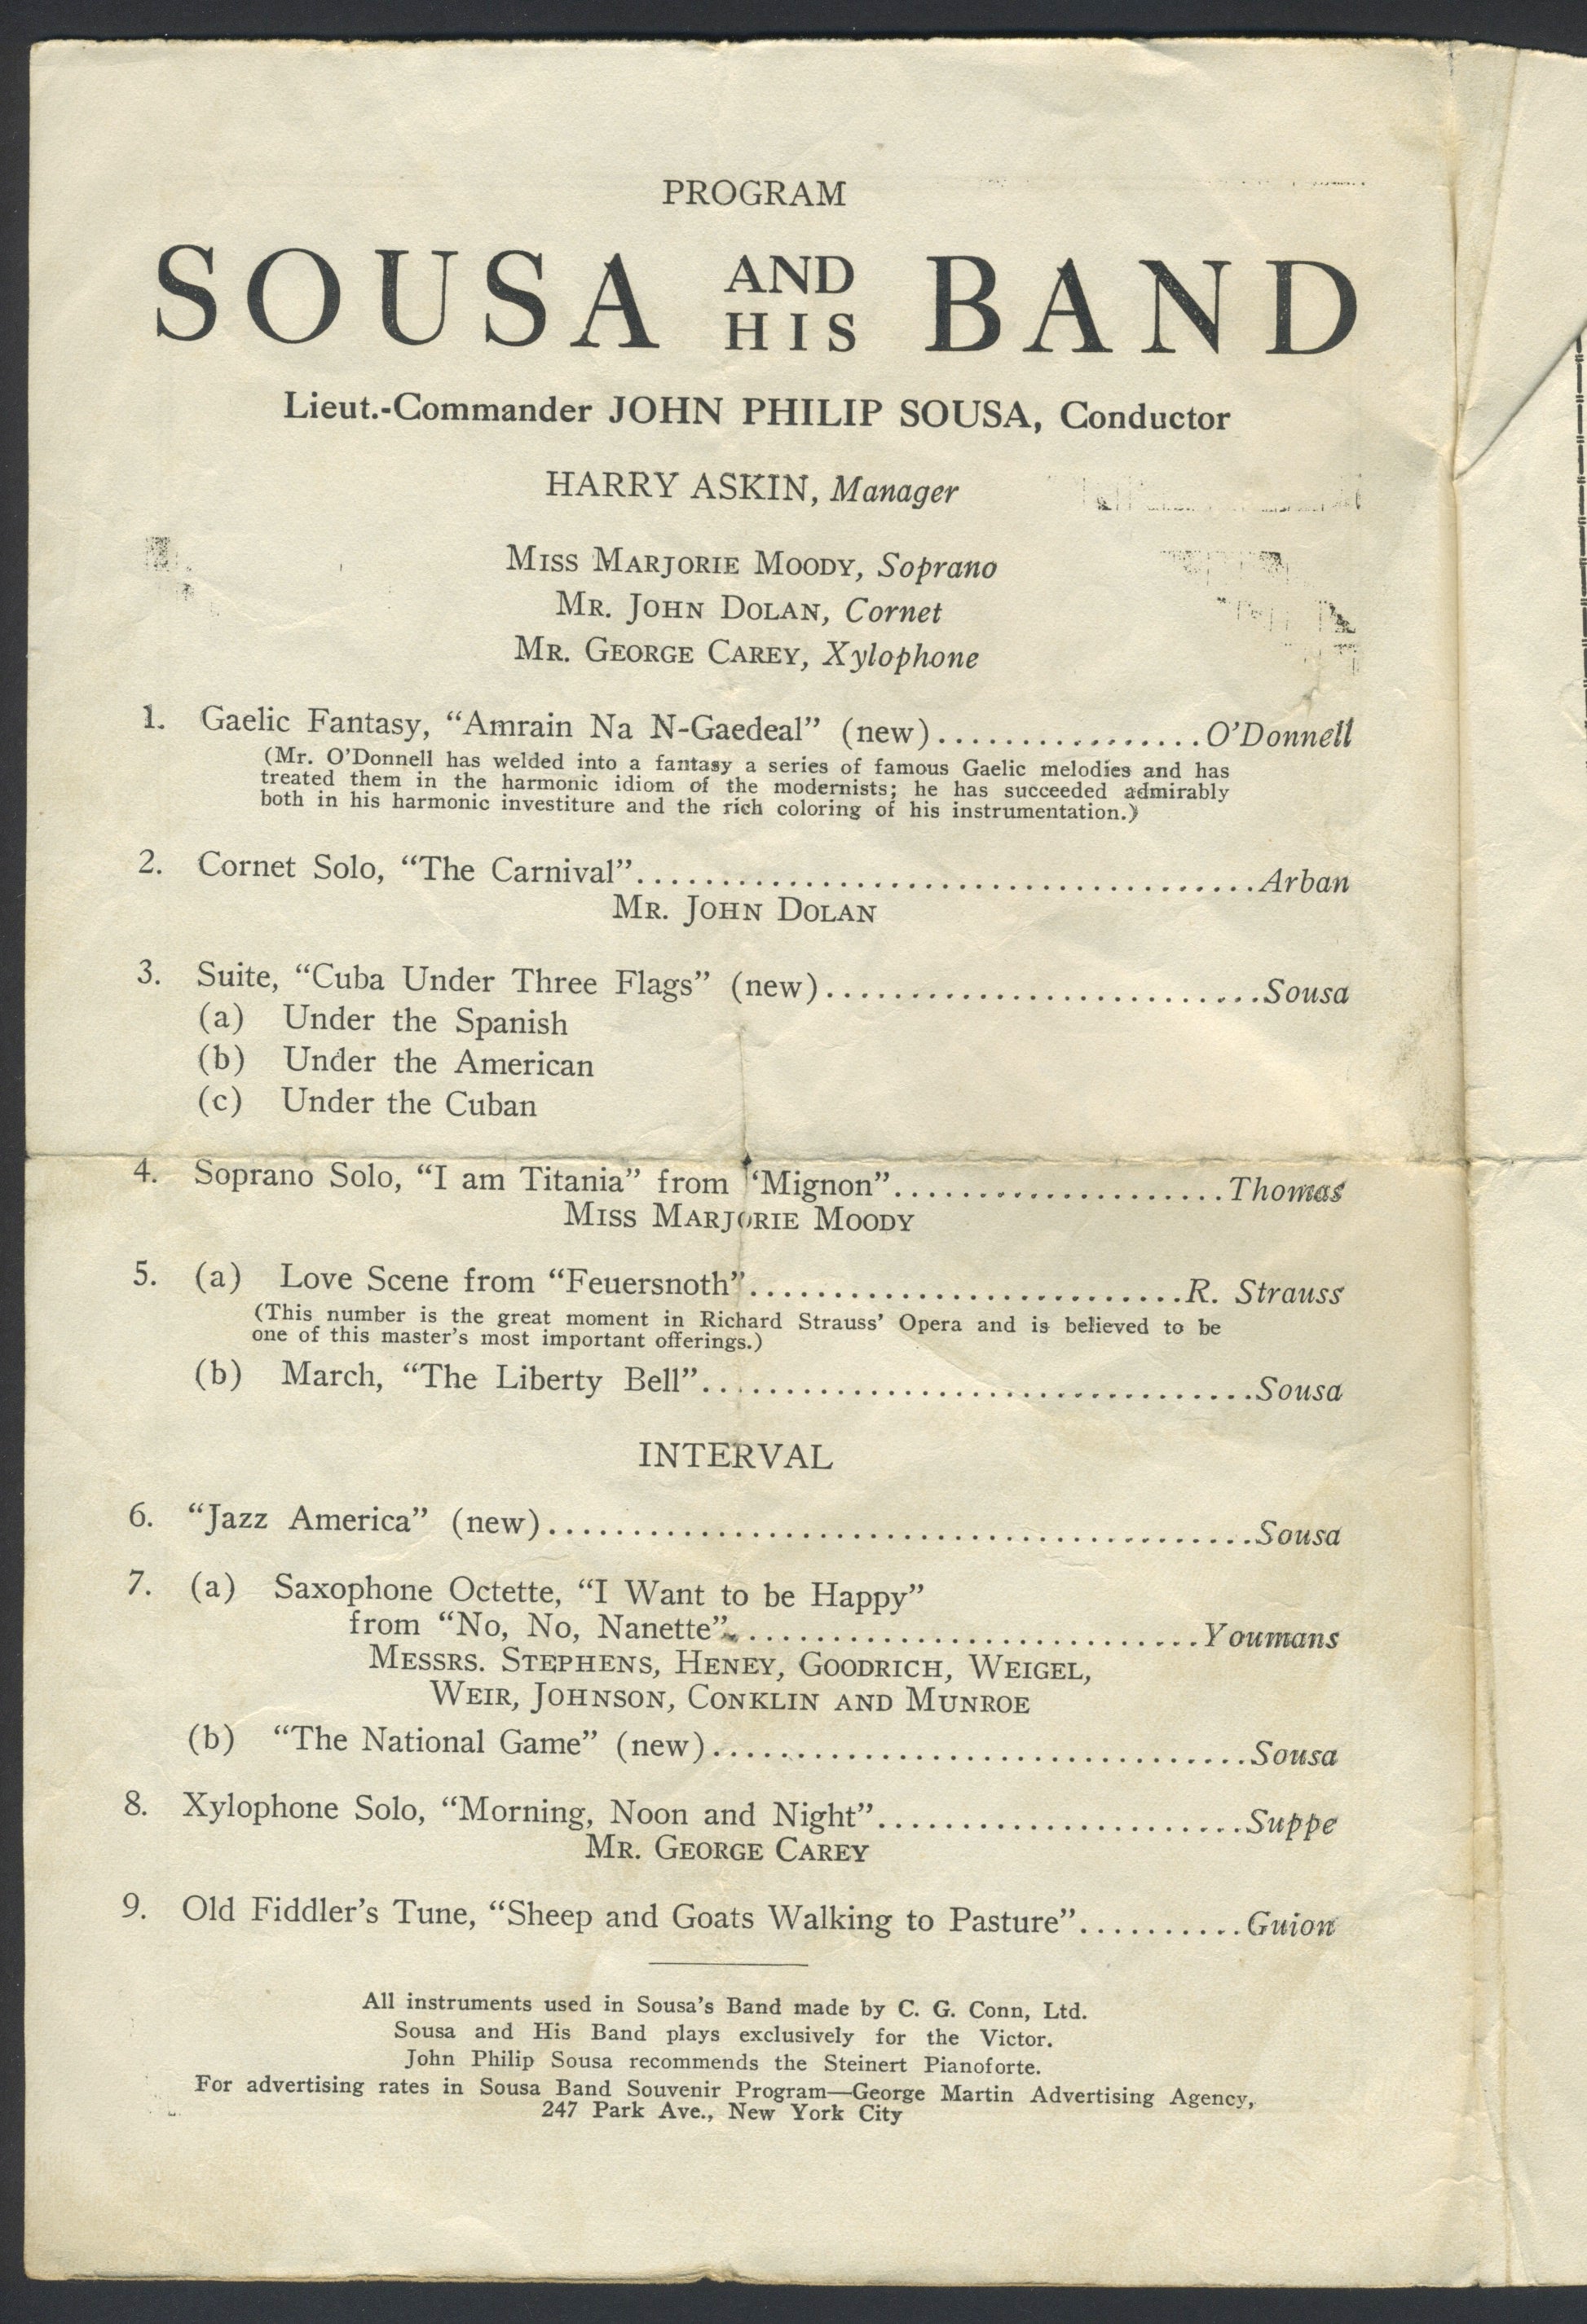 PROGRAM
SOUSA AND HIS BAND
Lieut.-Commander JOHN PHILIP SOUSA, Conductor
HARRY ASKIN, Manager
MISS MARJORIE MOODY, Soprano
MR. JOHN DOLAN, Cornet
MR. GEORGE CAREY, Xylophone
1. Gaelic Fantasy, “Amrain Na N-Gaedeal” (new)................O’Donnell
(Mr. O’Donnell has welded into a fantasy a series of famous Gaelic melodies and has
treated them in the harmonic idiom of the modernists; he has succeeded admirably
both in his harmonic investiture and the rich coloring of his instrumentation.)
2. Cornet Solo, “The Carnival”............................................Arban
MR. JOHN DOLAN
3. Suite, “Cuba Under Three Flags” (new)..............................Sousa
(a) Under the Spanish
(b) Under the American
(c) Under the Cuban
4. Soprano Solo, “I am Titania” from ‘Mignon”.......................Thomas
MISS MARJORIE MOODY
5. (a) Love Scene from “Feuersnoth”..............................R. Strauss
(This number is the great moment in Richard Strauss’ Opera and is believed to be
one of this master’s most important offerings.)
(b) March, “The Liberty Bell”.......................................Sousa
INTERVAL
6. “Jazz America” (new)..................................................Sousa
7. (a) Saxophone Octette, “I Want to be Happy”
from “No, No, Nanette”.................................Youmans
MESSRS. STEPHENS, HENEY, GOODRICH, WEIGEL,
WEIR, JOHNSON, CONKLIN AND MUNROE
(b) “The National Game” (new)......................................Sousa
8. Xylophone Solo, “Morning, Noon and Night”..........................Suppe
MR. GEORGE CAREY
9. Old Fiddler’s Tune, “Sheep and Goats Walking to Pasture”..........Guion
All instruments used in Sousa’s Band made by C. G. Conn, Ltd.
Sousa and His Band plays exclusively for the Victor.
John Philip Sousa recommends the Steinert Pianoforte.
For advertising rates in Sousa Band Souvenir Program—George Martin Advertising Agency,
247 Park Ave., New York City